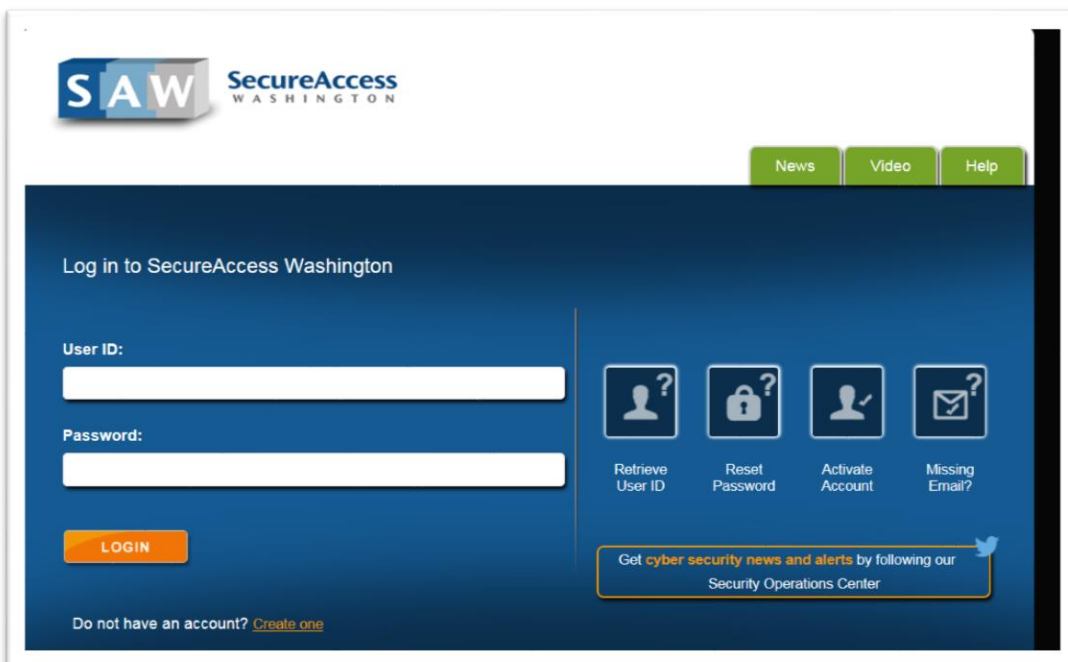 SAW
SecureAccess
WASHINGTON
News Video Help
Log in to SecureAccess Washington
User ID:
Password:
? ? ?
Retrieve User ID
Reset Password
Activate Account
Missing Email?
LOGIN
Get cyber security news and alerts by following our
Security Operations Center
Do not have an account? Create one